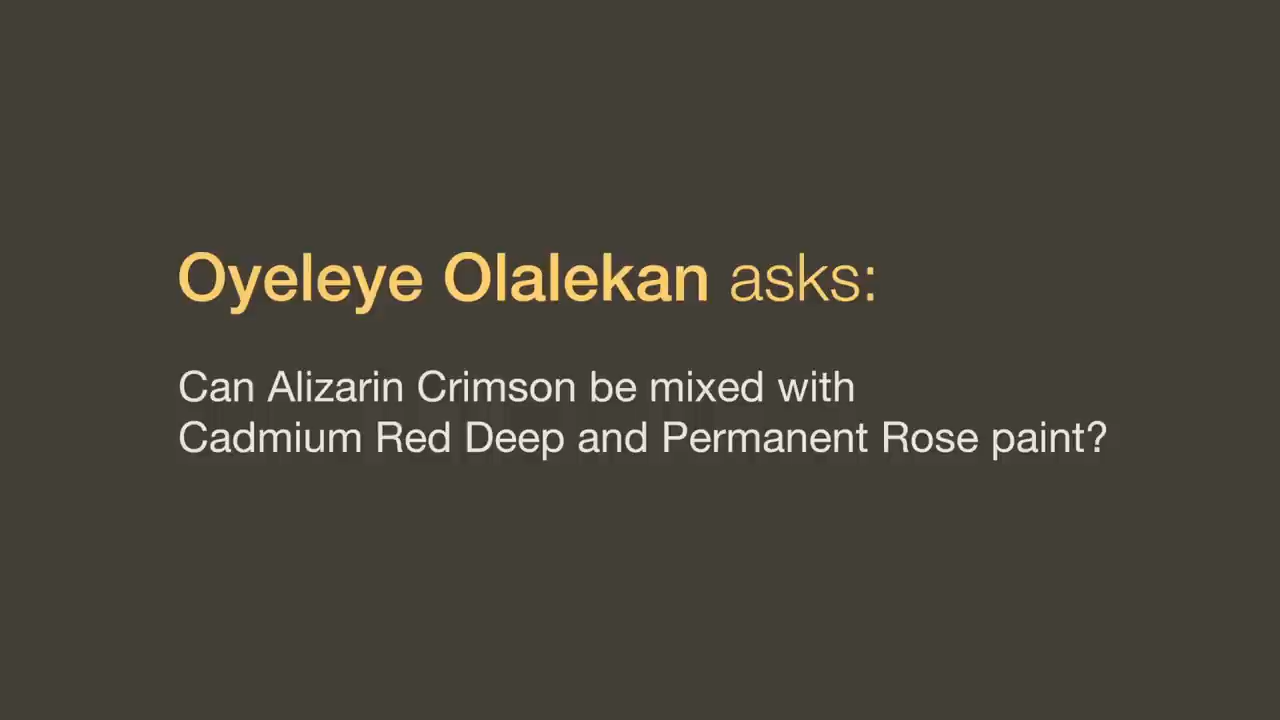 Oyeleye Olalekan asks:
Can Alizarin Crimson be mixed with
Cadmium Red Deep and Permanent Rose paint?